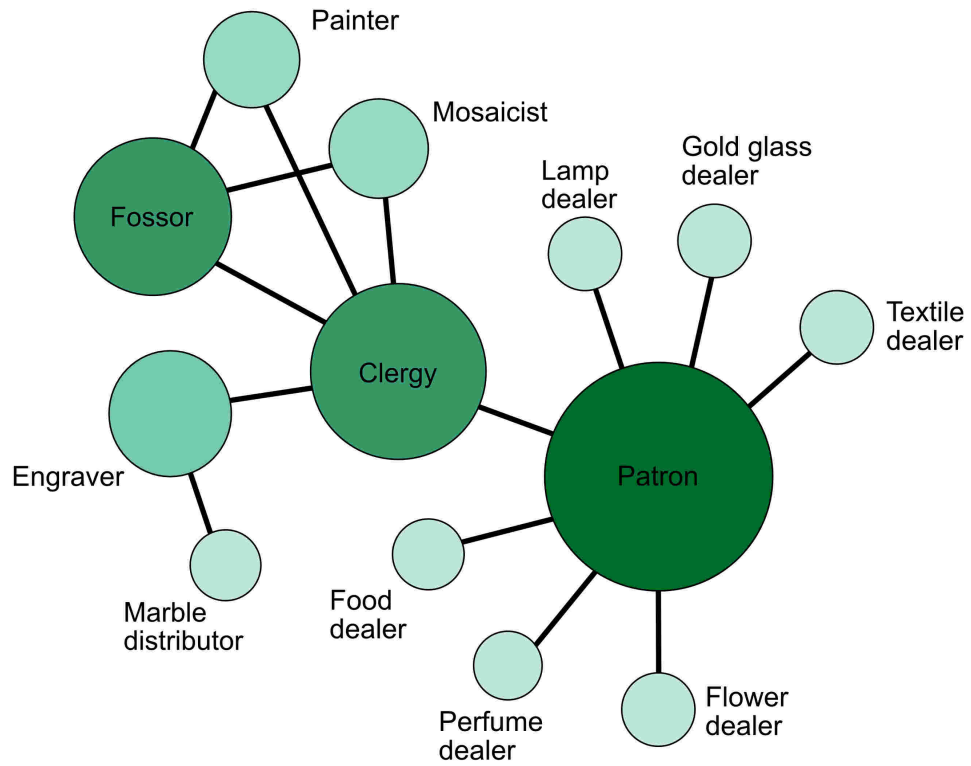 Painter
Mosaicist
Gold glass
dealer
Lamp
dealer
Fossor
Textile
dealer
Clergy
Engraver
Patron
Marble
distributor
Food
dealer
Perfume
dealer
Flower
dealer